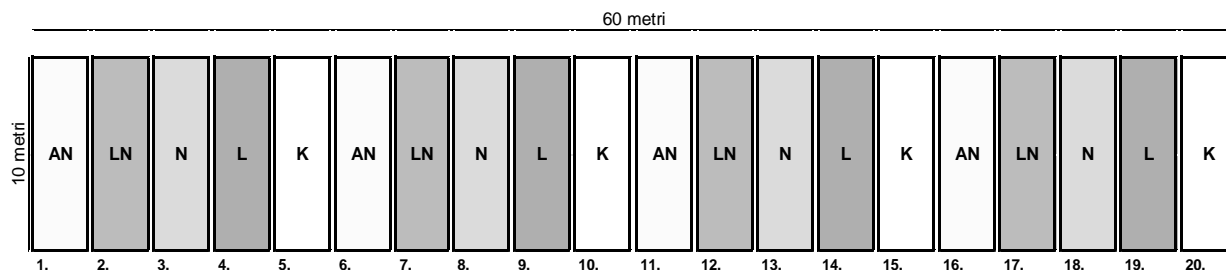 60 metri
10 metri
AN LN N L K AN LN N L K AN LN N L K AN LN N L K
1. 2. 3. 4. 5. 6. 7. 8. 9. 10. 11. 12. 13. 14. 15. 16. 17. 18. 19. 20.